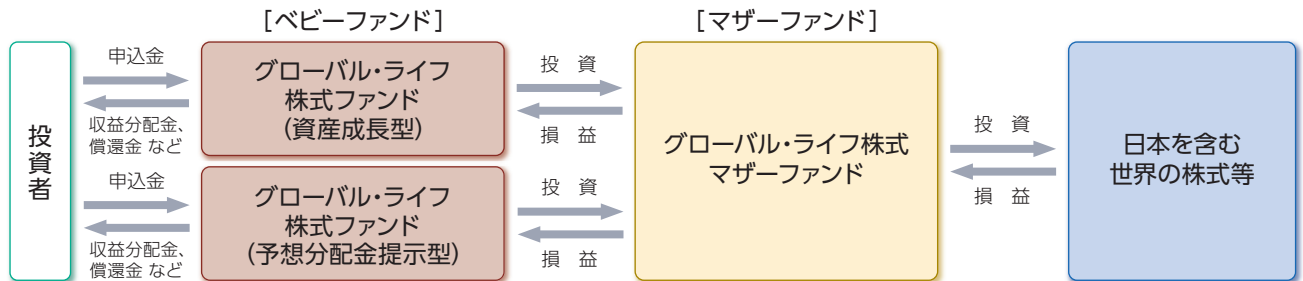 [ベビーファンド]
[マザーファンド]
投資者
申込金
収益分配金、
償還金 など
申込金
収益分配金、
償還金 など
グローバル・ライフ
株式ファンド
(資産成長型)
グローバル・ライフ
株式ファンド
(予想分配金提示型)
投 資
損 益
投 資
損 益
グローバル・ライフ株式
マザーファンド
投 資
損 益
日本を含む
世界の株式等